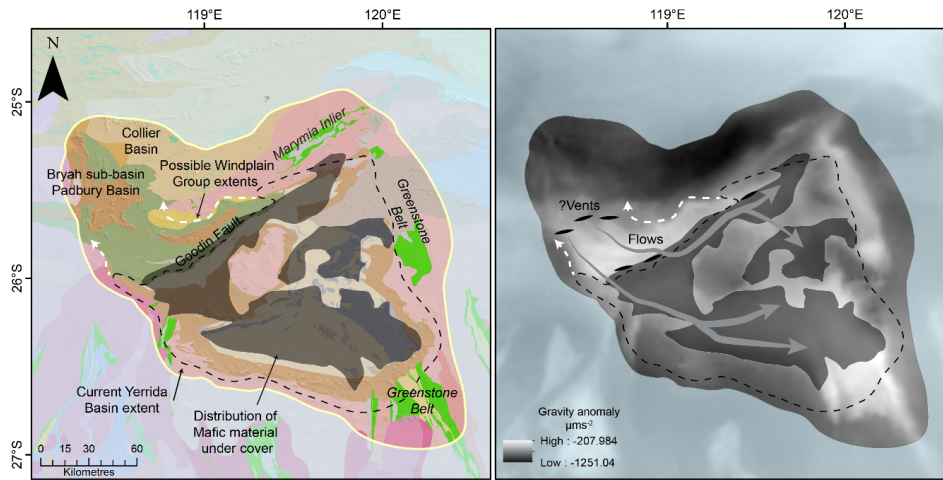 119°E
120°E
119°E
120°E
N
25°S
26°S
27°S
Collier
Basin
Marymia Inlier
Possible Windplain
Group extents
Bryah sub-basin
Padbury Basin
Greenstone
Belt
Goodin Fault
Current Yerrida
Basin extent
Distribution of
Mafic material
under cover
Greenstone
Belt
0 15 30 60
Kilometres
?Vents
Flows
Gravity anomaly
µms-²
High : -207.984
Low : -1251.04